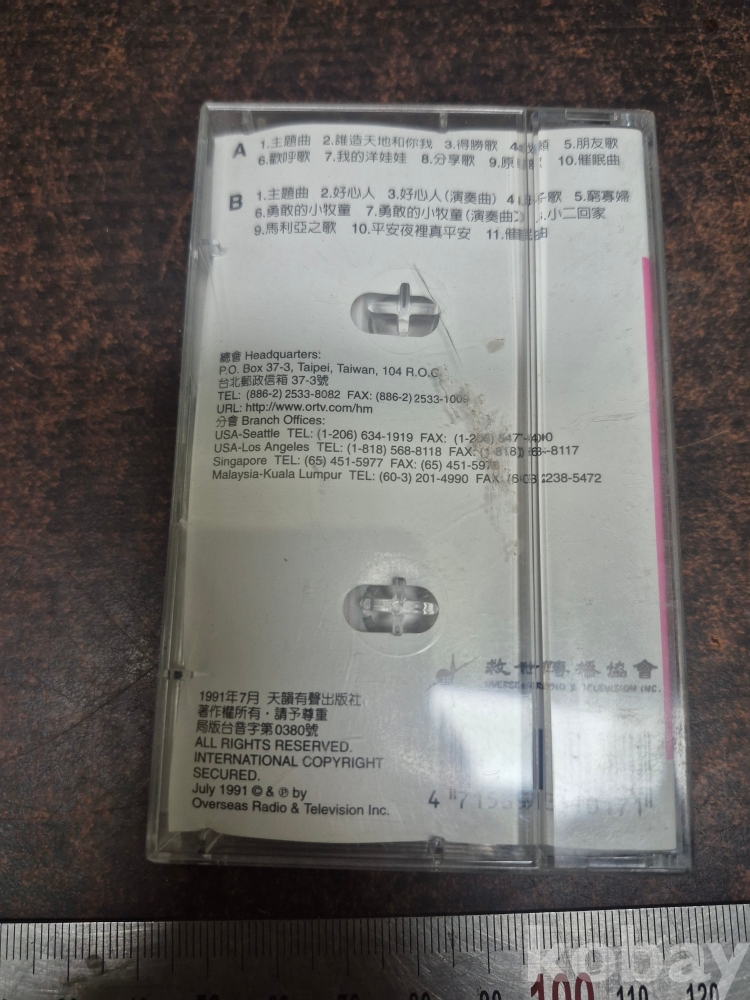 A 1.主題曲 2.誰造天地和你我 3.得勝歌 5.朋友歌
6.歡呼歌 7.我的洋娃娃 8.分享歌 10.催眠曲
B 1.主題曲 2.好心人 3.好心人(演奏曲) 5.窮寡婦
6.勇敢的小牧童 7.勇敢的小牧童(演奏曲) 小二回家
9.馬利亞之歌 10.平安夜裡真平安 11.催眠曲
總會 Headquarters:
P.O. Box 37-3, Taipei, Taiwan, 104 R.O.C.
台北郵政信箱 37-3號
TEL: (886-2) 2533-8082 FAX: (886-2) 2533-1009
URL: http://www.ortv.com/hm
分會 Branch Offices:
USA-Seattle TEL: (1-206) 634-1919 FAX:
USA-Los Angeles TEL: (1-818) 568-8118 FAX:
Singapore TEL: (65) 451-5977 FAX: (65)
Malaysia-Kuala Lumpur TEL: (60-3) 201-4990 FAX: 238-5472
救世傳播協會
OVERSEAS RADIO & TELEVISION INC.
1991年7月 天韻有聲出版社
著作權所有・請予尊重
局版台音字第0380號
ALL RIGHTS RESERVED.
INTERNATIONAL COPYRIGHT
SECURED.
July 1991 © & ℗ by
Overseas Radio & Television Inc.
kobay
100 110 120